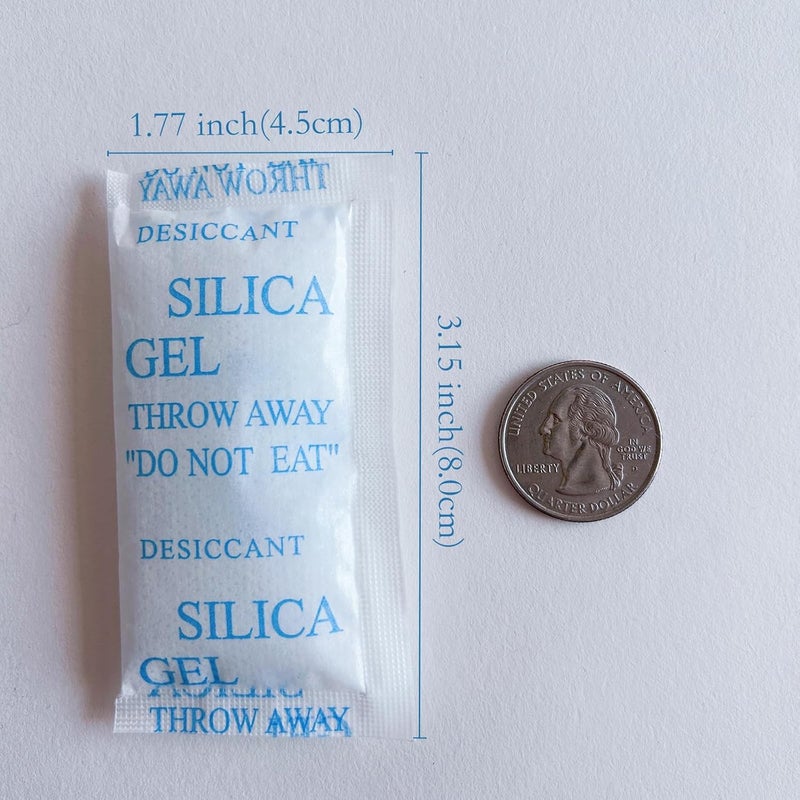 1.77 inch(4.5cm)
THROW AWAY
DESICCANT
SILICA
GEL
THROW AWAY
"DO NOT EAT"
DESICCANT
SILICA
GEL
THROW AWAY
3.15 inch(8.0cm)
UNITED STATES OF AMERICA
LIBERTY
IN
GOD WE
TRUST
D
QUARTER DOLLAR